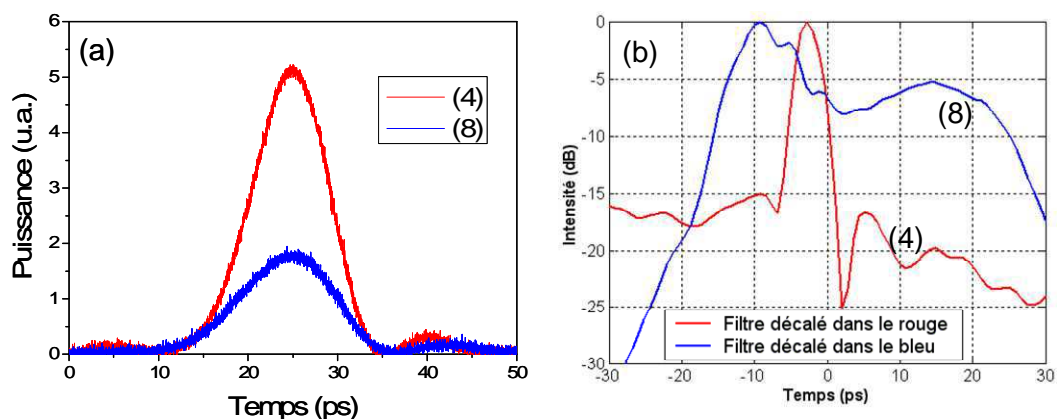 (a)
Puissance (u.a.)
6
5
4
3
2
1
0
(4)
(8)
0 10 20 30 40 50
Temps (ps)
(b)
Intensité (dB)
0
-5
-10
-15
-20
-25
-30
(8)
(4)
Filtre décalé dans le rouge
Filtre décalé dans le bleu
-30 -20 -10 0 10 20 30
Temps (ps)